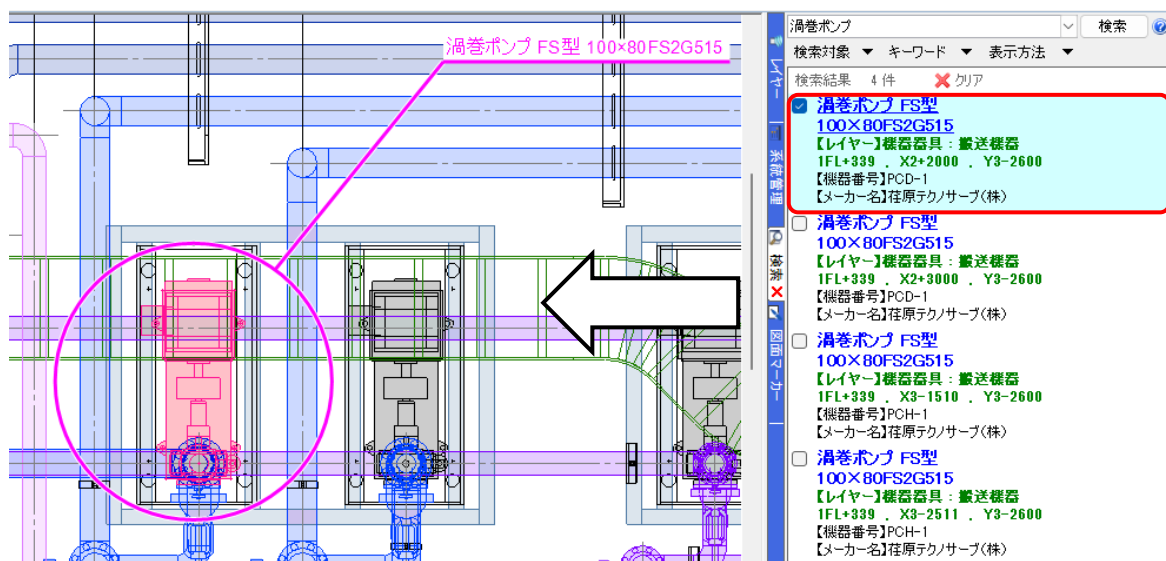 渦巻ポンプ FS型 100×80FS2G515
レイヤー
系統管理
検索
図面マーカー
渦巻ポンプ
検索
検索対象 ▼ キーワード ▼ 表示方法 ▼
検索結果 4 件 クリア
渦巻ポンプ FS型
100×80FS2G515
【レイヤー】機器器具:搬送機器
1FL+339 , X2+2000 , Y3-2600
【機器番号】PCD-1
【メーカー名】荏原テクノサーブ(株)
渦巻ポンプ FS型
100×80FS2G515
【レイヤー】機器器具:搬送機器
1FL+339 , X2+3000 , Y3-2600
【機器番号】PCD-1
【メーカー名】荏原テクノサーブ(株)
渦巻ポンプ FS型
100×80FS2G515
【レイヤー】機器器具:搬送機器
1FL+339 , X3-1510 , Y3-2600
【機器番号】PCH-1
【メーカー名】荏原テクノサーブ(株)
渦巻ポンプ FS型
100×80FS2G515
【レイヤー】機器器具:搬送機器
1FL+339 , X3-2511 , Y3-2600
【機器番号】PCH-1
【メーカー名】荏原テクノサーブ(株)